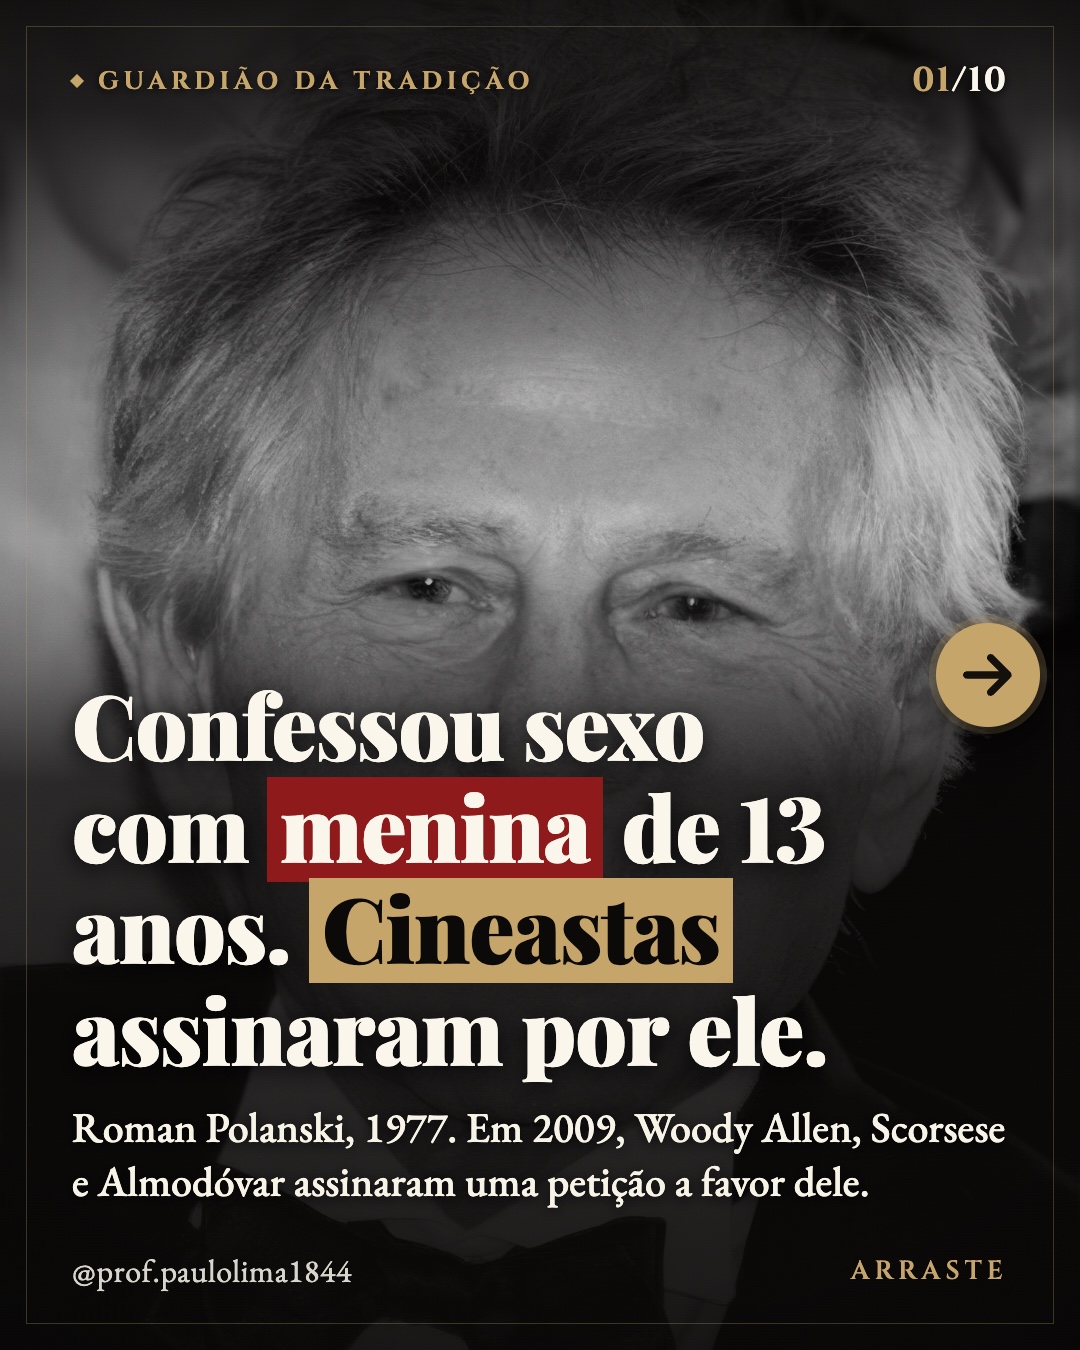 GUARDIÃO DA TRADIÇÃO
01/10
Confessou sexo
com menina de 13
anos. Cineastas
assinaram por ele.
Roman Polanski, 1977. Em 2009, Woody Allen, Scorsese
e Almodóvar assinaram uma petição a favor dele.
@prof.paulolima1844
ARRASTE